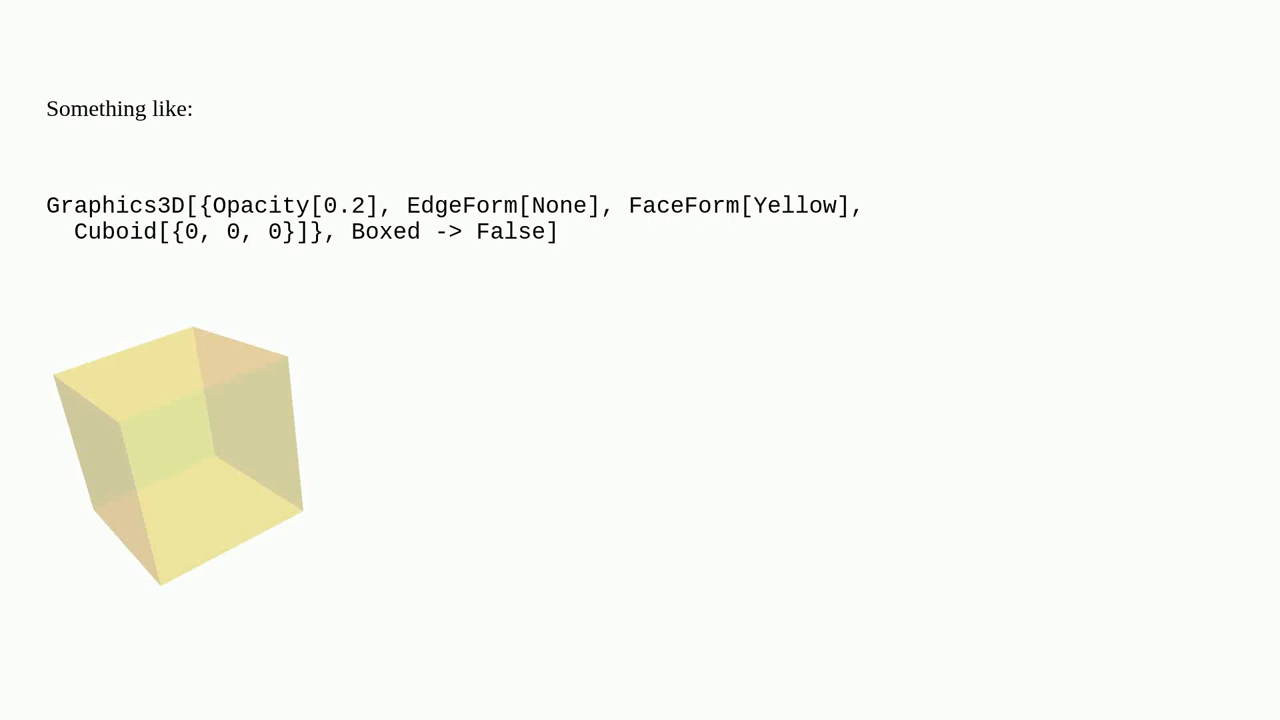 Something like:
Graphics3D[{Opacity[0.2], EdgeForm[None], FaceForm[Yellow],
Cuboid[{0, 0, 0}]}, Boxed -> False]